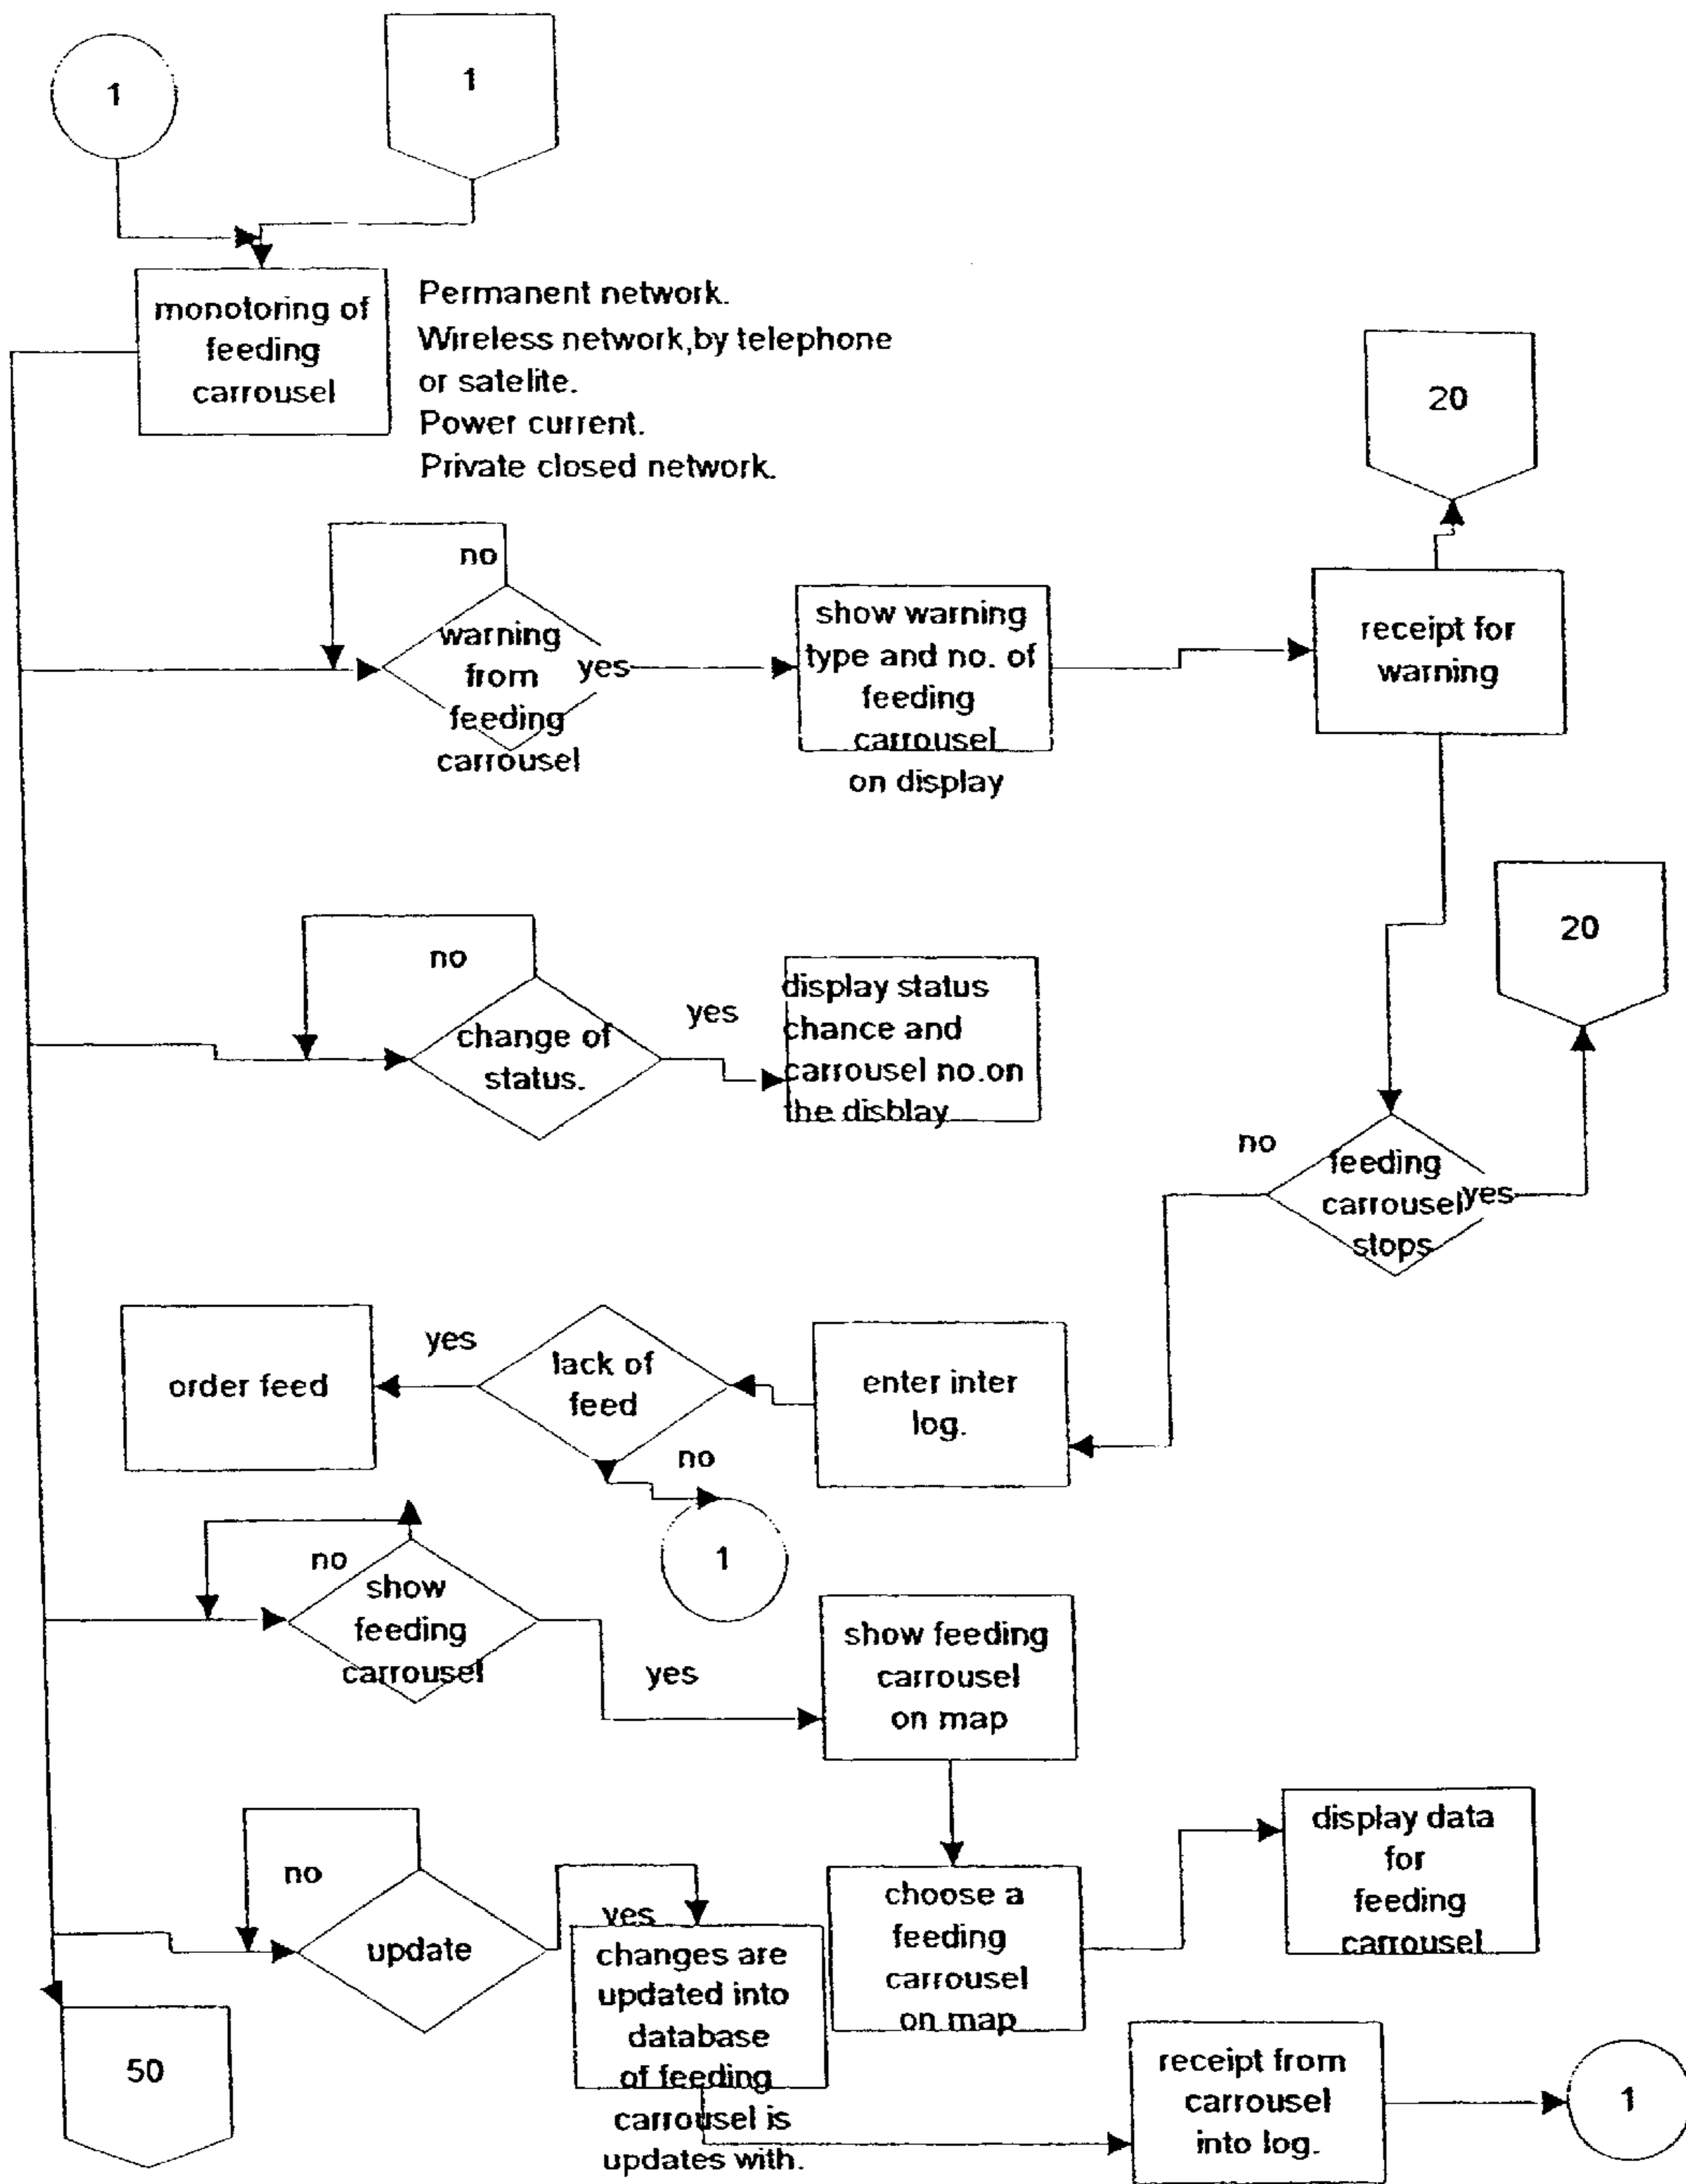 1
1
monotoring of
feeding
carrousel
Permanent network.
Wireless network,by telephone
or satelite.
Power current.
Private closed network.
20
no
warning
from
feeding
carrousel
yes
show warning
type and no. of
feeding
carrousel
on display
receipt for
warning
20
no
change of
status.
yes
display status
chance and
carrousel no.on
the disblay
no
feeding
carrousel
stops
yes
order feed
yes
lack of
feed
no
enter inter
log.
1
no
show
feeding
carrousel
yes
show feeding
carrousel
on map
no
update
yes
changes are
updated into
database
of feeding
carrousel is
updates with.
choose a
feeding
carrousel
on map
display data
for
feeding
carrousel
50
receipt from
carrousel
into log.
1